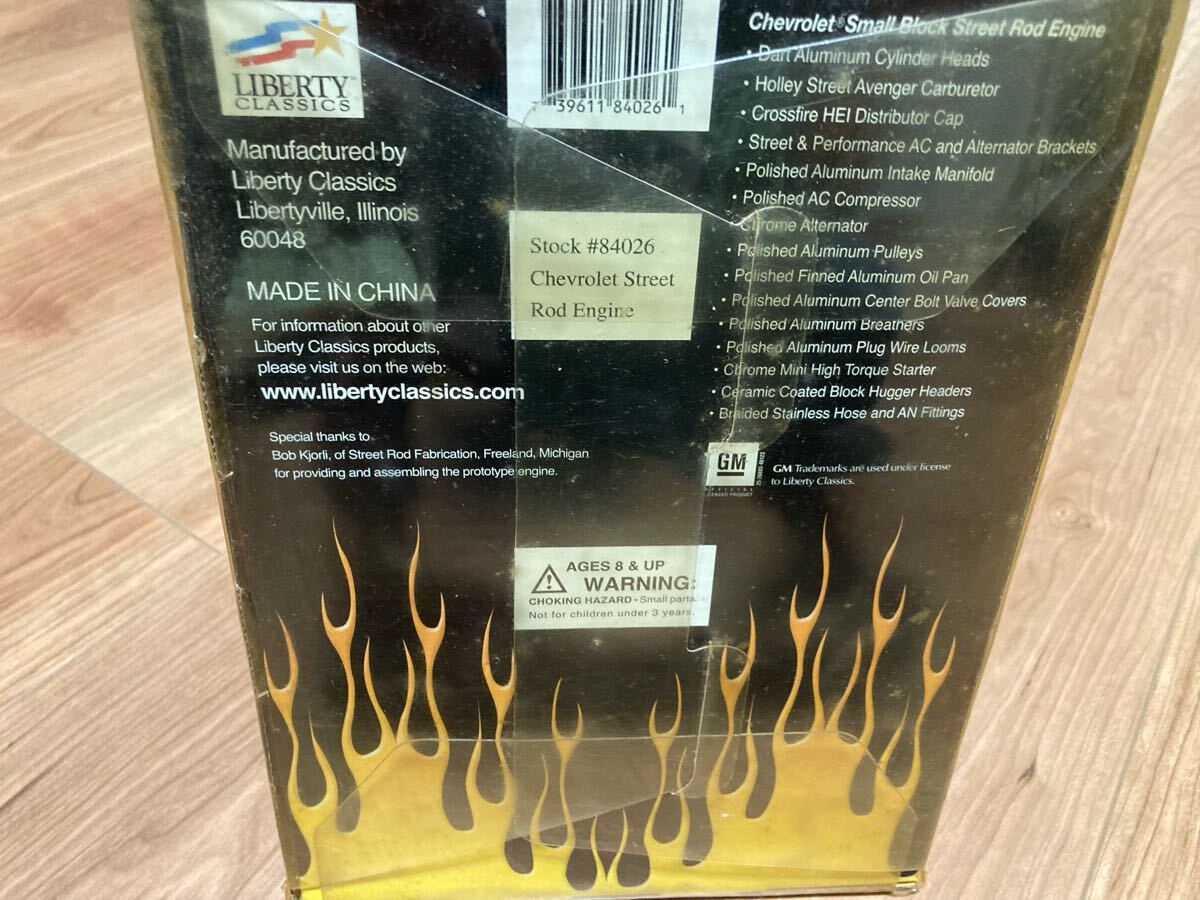 LIBERTY™
CLASSICS
Manufactured by
Liberty Classics
Libertyville, Illinois
60048
MADE IN CHINA
For information about other
Liberty Classics products,
please visit us on the web:
www.libertyclassics.com
Special thanks to
Bob Kjorli, of Street Rod Fabrication, Freeland, Michigan
for providing and assembling the prototype engine.
7 39611 84026 1
Stock #84026
Chevrolet Street
Rod Engine
AGES 8 & UP
WARNING:
CHOKING HAZARD - Small parts.
Not for children under 3 years.
Chevrolet® Small Block Street Rod Engine
• Dart Aluminum Cylinder Heads
• Holley Street Avenger Carburetor
• Crossfire HEI Distributor Cap
• Street & Performance AC and Alternator Brackets
• Polished Aluminum Intake Manifold
• Polished AC Compressor
• Chrome Alternator
• Polished Aluminum Pulleys
• Polished Finned Aluminum Oil Pan
• Polished Aluminum Center Bolt Valve Covers
• Polished Aluminum Breathers
• Polished Aluminum Plug Wire Looms
• Chrome Mini High Torque Starter
• Ceramic Coated Block Hugger Headers
• Braided Stainless Hose and AN Fittings
GM
OFFICIAL
LICENSED PRODUCT
GM Trademarks are used under license
to Liberty Classics.